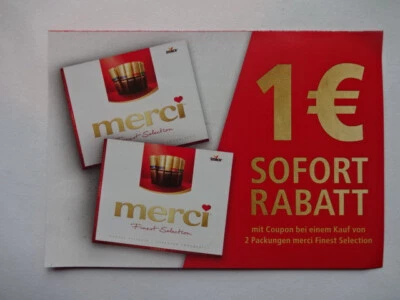 merci
Finest Selection
merci
Finest Selection
1€
SOFORT
RABATT
mit Coupon bei einem Kauf von
2 Packungen merci Finest Selection